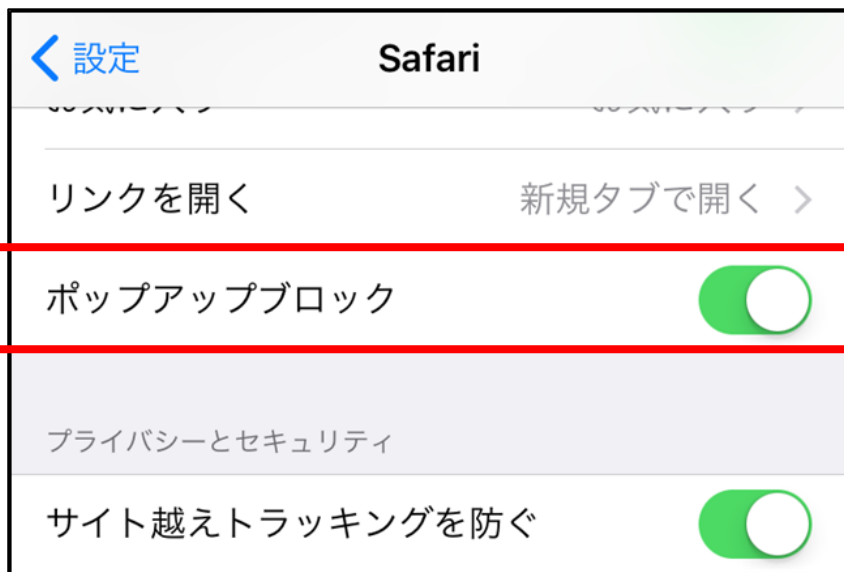 設定
Safari
リンクを開く 新規タブで開く
ポップアップブロック
プライバシーとセキュリティ
サイト越えトラッキングを防ぐ